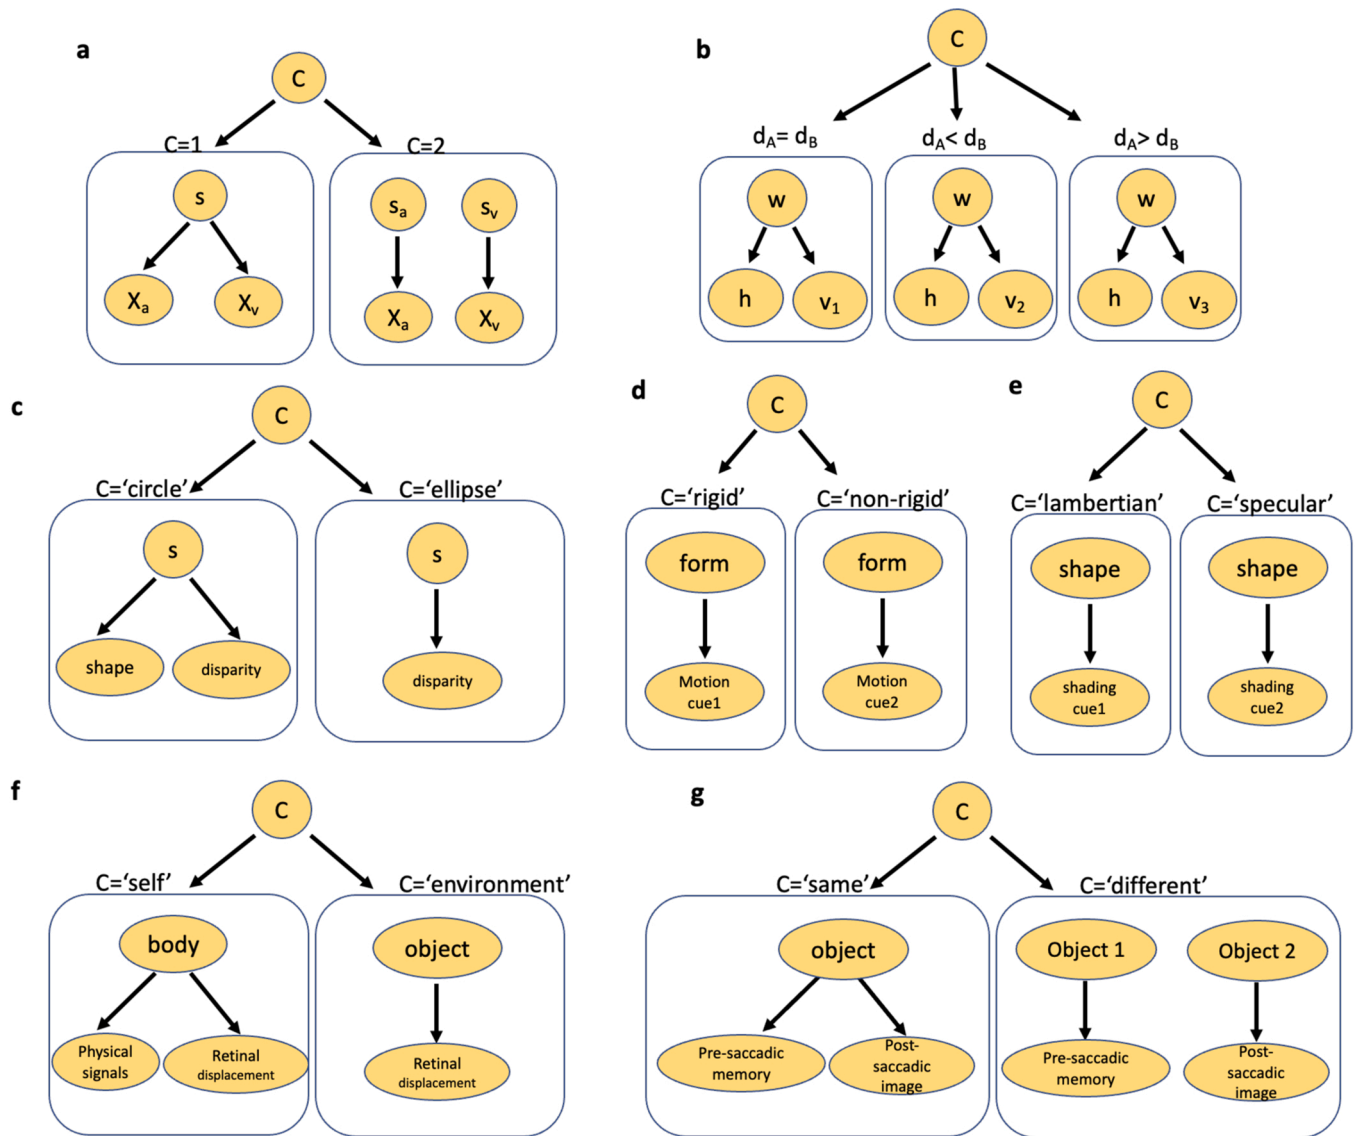 a
C
C=1
C=2
s
Xa
Xv
sa
sv
Xa
Xv
b
C
dA= dB
dA< dB
dA> dB
w
w
w
h
v1
h
v2
h
v3
c
C
C=‘circle’
C=‘ellipse’
s
shape
disparity
s
disparity
d
C
C=‘rigid’
C=‘non-rigid’
form
Motion
cue1
form
Motion
cue2
e
C
C=‘lambertian’
C=‘specular’
shape
shading
cue1
shape
shading
cue2
f
C
C=‘self’
C=‘environment’
body
Physical
signals
Retinal
displacement
object
Retinal
displacement
g
C
C=‘same’
C=‘different’
object
Pre-saccadic
memory
Post-
saccadic
image
Object 1
Pre-saccadic
memory
Object 2
Post-
saccadic
image